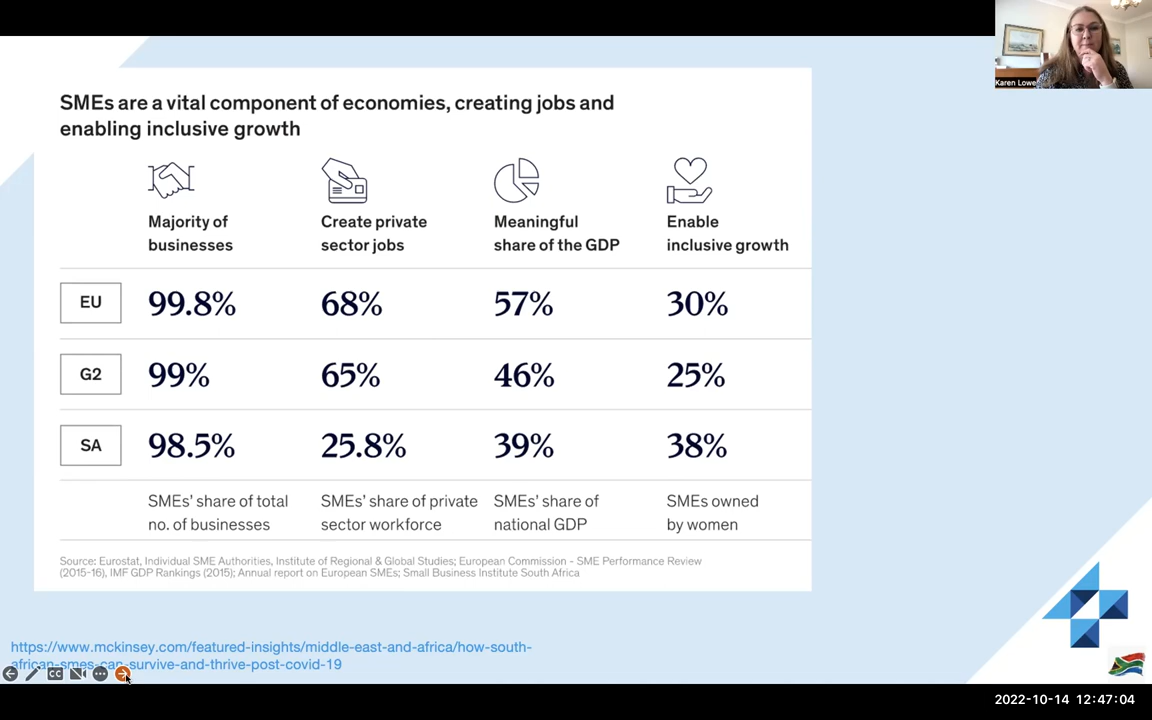 Karen Lowe
SMEs are a vital component of economies, creating jobs and
enabling inclusive growth
Majority of
businesses
Create private
sector jobs
Meaningful
share of the GDP
Enable
inclusive growth
EU 99.8% 68% 57% 30%
G2 99% 65% 46% 25%
SA 98.5% 25.8% 39% 38%
SMEs' share of total
no. of businesses
SMEs' share of private
sector workforce
SMEs' share of
national GDP
SMEs owned
by women
Source: Eurostat, Individual SME Authorities, Institute of Regional & Global Studies; European Commission - SME Performance Review
(2015-16), IMF GDP Rankings (2015); Annual report on European SMEs; Small Business Institute South Africa
https://www.mckinsey.com/featured-insights/middle-east-and-africa/how-south-
african-smes-can-survive-and-thrive-post-covid-19
CC
2022-10-14 12:47:04